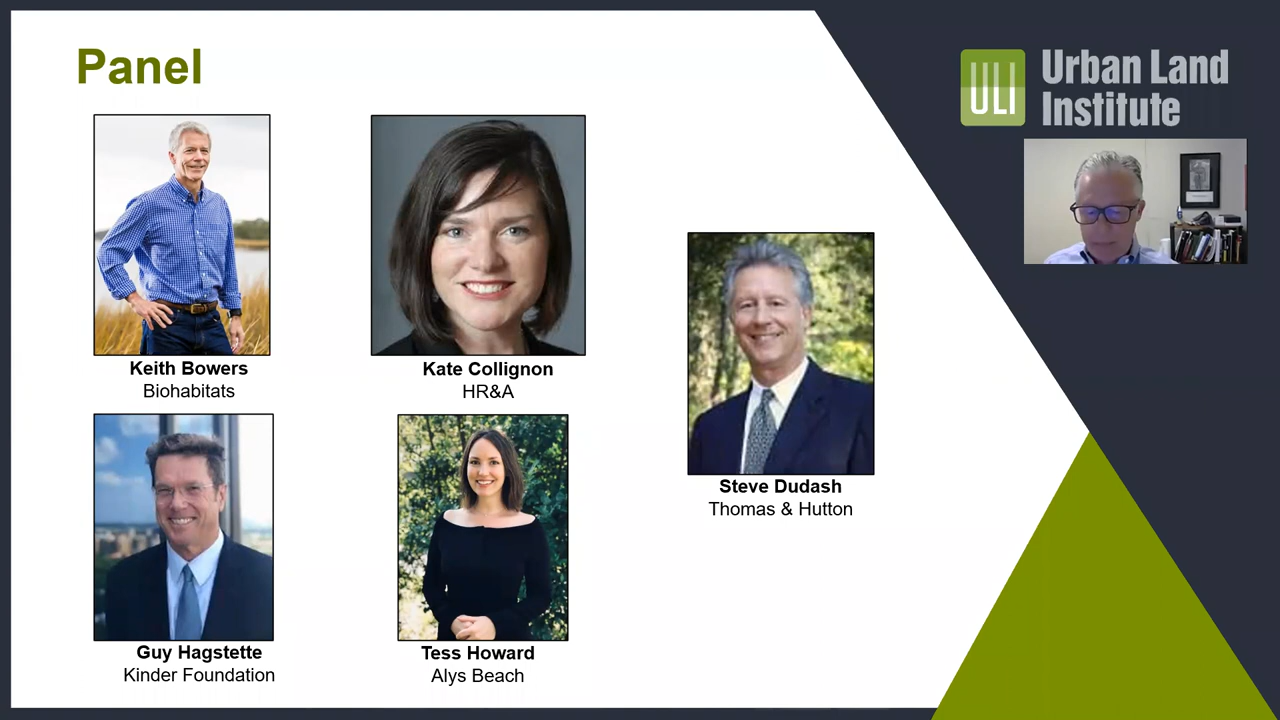 Panel
ULI
Urban Land
Institute
Keith Bowers
Biohabitats
Kate Collignon
HR&A
Steve Dudash
Thomas & Hutton
Guy Hagstette
Kinder Foundation
Tess Howard
Alys Beach